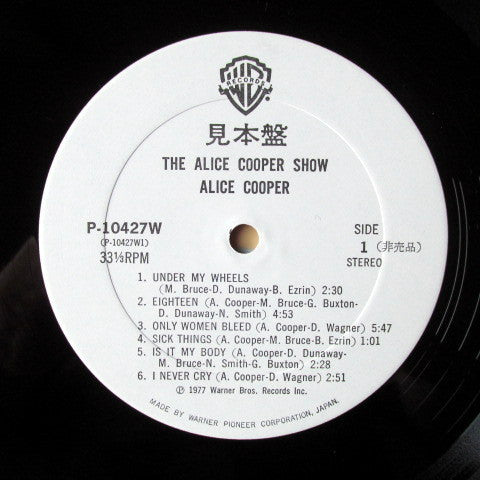 WB
RECORDS
見本盤
THE ALICE COOPER SHOW
ALICE COOPER
P-10427W
(P-10427W1)
33⅓RPM
SIDE
1 (非売品)
STEREO
1. UNDER MY WHEELS
(M. Bruce-D. Dunaway-B. Ezrin) 2:30
2. EIGHTEEN (A. Cooper-M. Bruce-G. Buxton-
D. Dunaway-N. Smith) 4:53
3. ONLY WOMEN BLEED (A. Cooper-D. Wagner) 5:47
4. SICK THINGS (A. Cooper-M. Bruce-B. Ezrin) 1:01
5. IS IT MY BODY (A. Cooper-D. Dunaway-
M. Bruce-N. Smith-G. Buxton) 2:28
6. I NEVER CRY (A. Cooper-D. Wagner) 2:51
℗ 1977 Warner Bros. Records Inc.
MADE BY WARNER PIONEER CORPORATION, JAPAN.